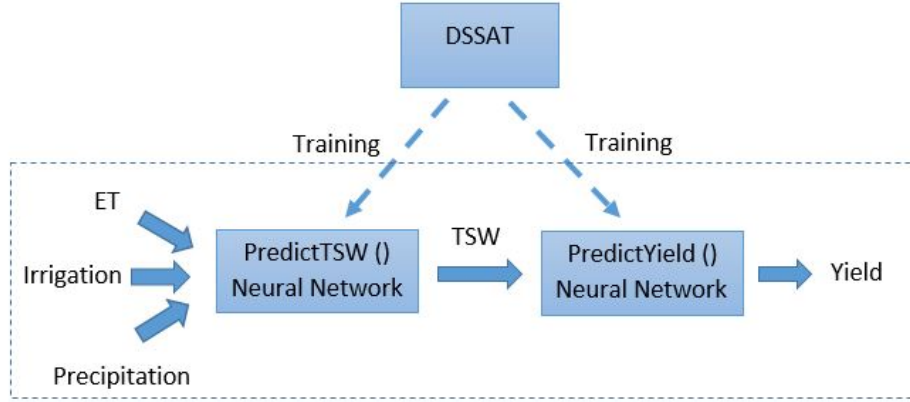 DSSAT
Training
Training
ET
Irrigation
Precipitation
PredictTSW ()
Neural Network
TSW
PredictYield ()
Neural Network
Yield